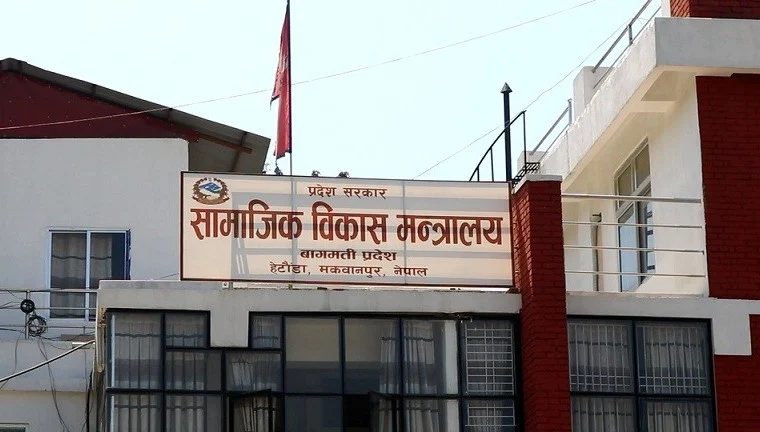 प्रदेश सरकार
सामाजिक विकास मन्त्रालय
बागमती प्रदेश
हेटौडा, मकवानपुर, नेपाल